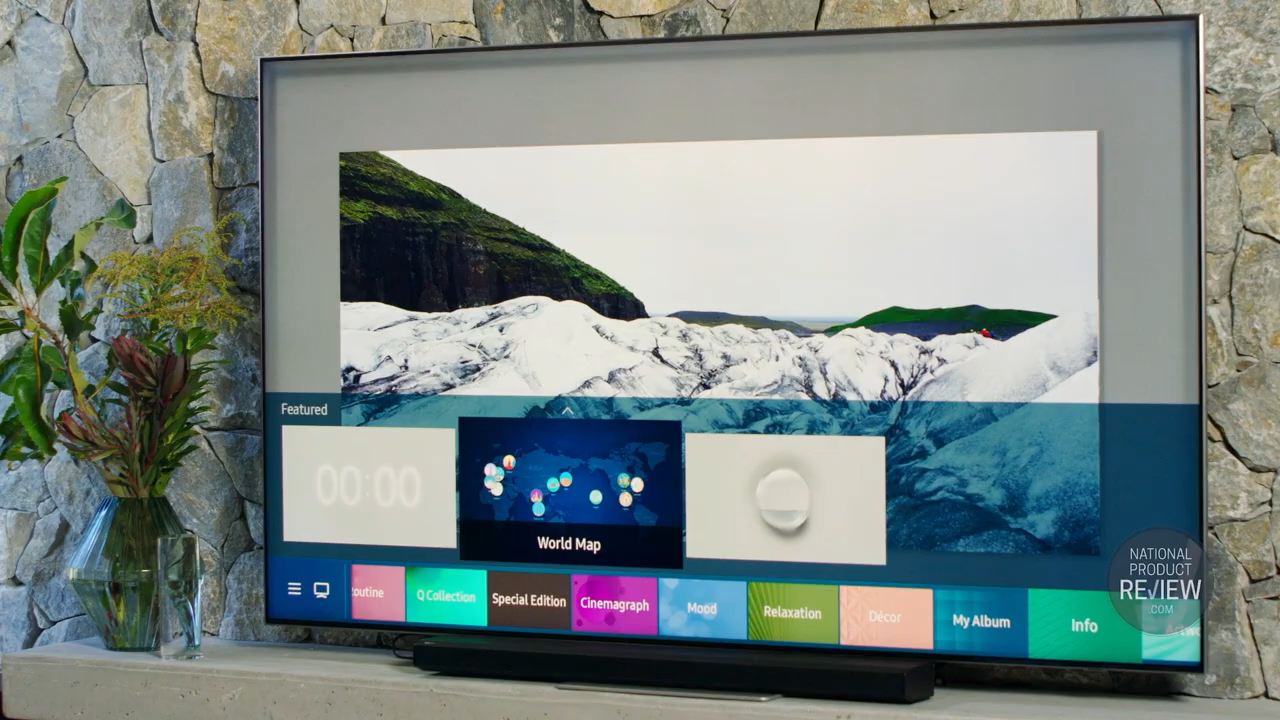 Featured
00:00
World Map
outine
Q Collection
Special Edition
Cinemagraph
Mood
Relaxation
Décor
My Album
Info
NATIONAL
PRODUCT
REVIEW
.COM